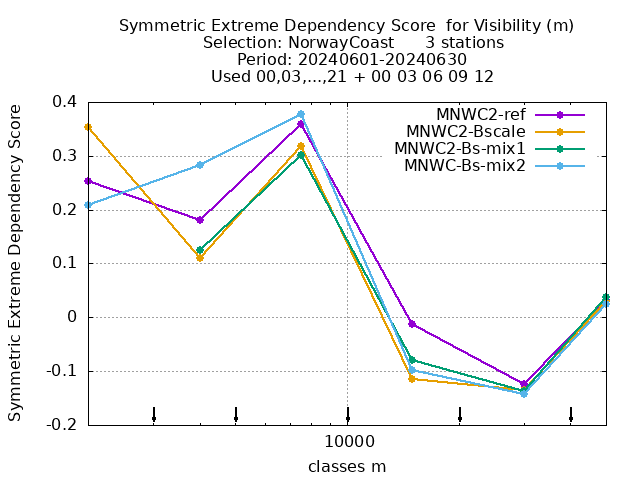 Symmetric Extreme Dependency Score  for Visibility (m)
Selection: NorwayCoast      3 stations
Period: 20240601-20240630
Used 00,03,...,21 + 00 03 06 09 12
Symmetric Extreme Dependency Score
0.4
0.3
0.2
0.1
0
-0.1
-0.2
MNWC2-ref
MNWC2-Bscale
MNWC2-Bs-mix1
MNWC-Bs-mix2
10000
classes m